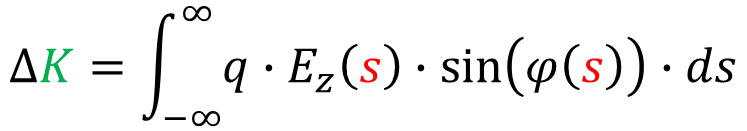 ΔK = ∫_{-∞}^{∞} q · E_z(s) · sin(φ(s)) · ds